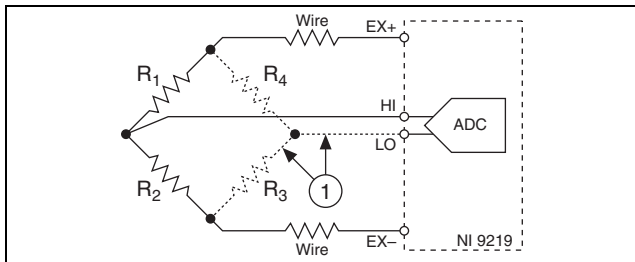 Wire
EX+
R1
R4
HI
ADC
LO
R2
R3
1
Wire
EX–
NI 9219